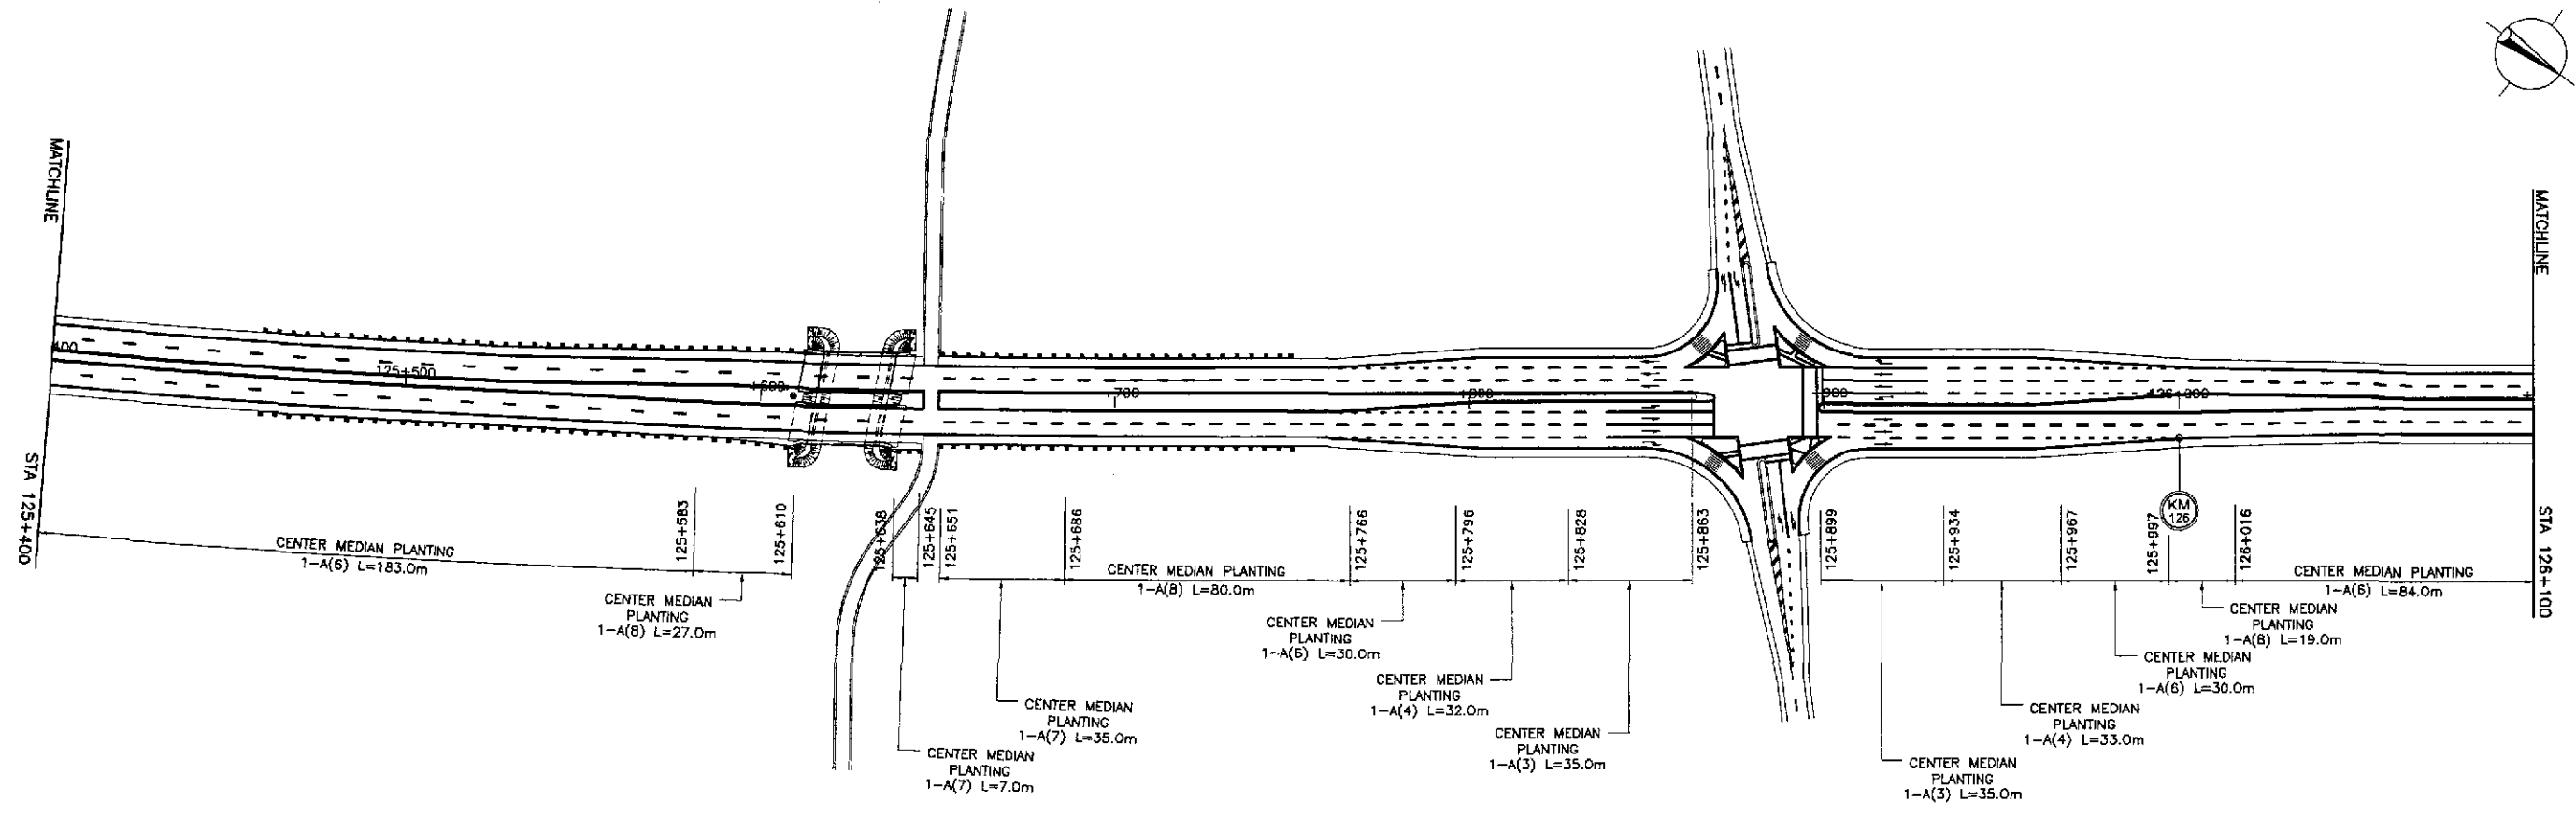 MATCHLINE
STA 125+400
MATCHLINE
STA 126+100
125+500
+600
+700
+800
+900
126+000
KM
126
125+583
125+610
125+638
125+645
125+651
125+686
125+766
125+796
125+828
125+863
125+899
125+934
125+967
125+997
126+016
CENTER MEDIAN PLANTING
1-A(6) L=183.0m
CENTER MEDIAN
PLANTING
1-A(8) L=27.0m
CENTER MEDIAN
PLANTING
1-A(7) L=7.0m
CENTER MEDIAN
PLANTING
1-A(7) L=35.0m
CENTER MEDIAN PLANTING
1-A(8) L=80.0m
CENTER MEDIAN
PLANTING
1-A(6) L=30.0m
CENTER MEDIAN
PLANTING
1-A(4) L=32.0m
CENTER MEDIAN
PLANTING
1-A(3) L=35.0m
CENTER MEDIAN
PLANTING
1-A(3) L=35.0m
CENTER MEDIAN
PLANTING
1-A(4) L=33.0m
CENTER MEDIAN
PLANTING
1-A(6) L=30.0m
CENTER MEDIAN
PLANTING
1-A(8) L=19.0m
CENTER MEDIAN PLANTING
1-A(6) L=84.0m